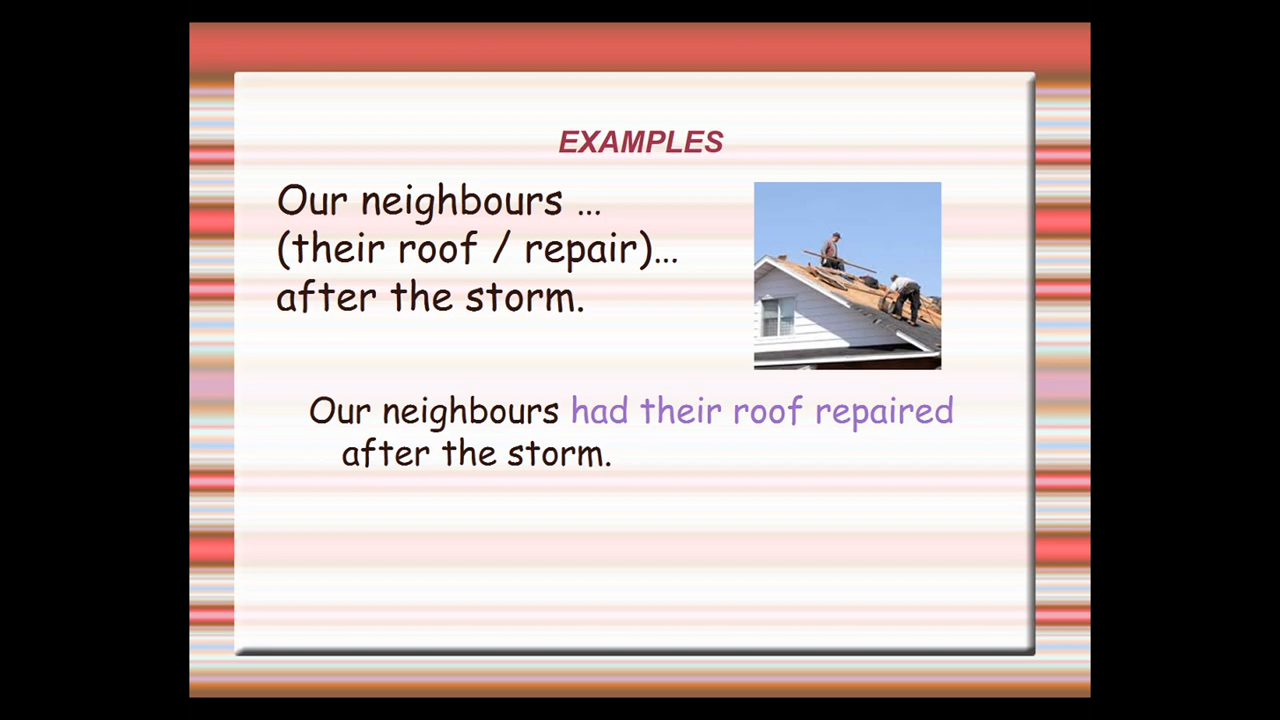 EXAMPLES
Our neighbours …
(their roof / repair)…
after the storm.
Our neighbours had their roof repaired
after the storm.